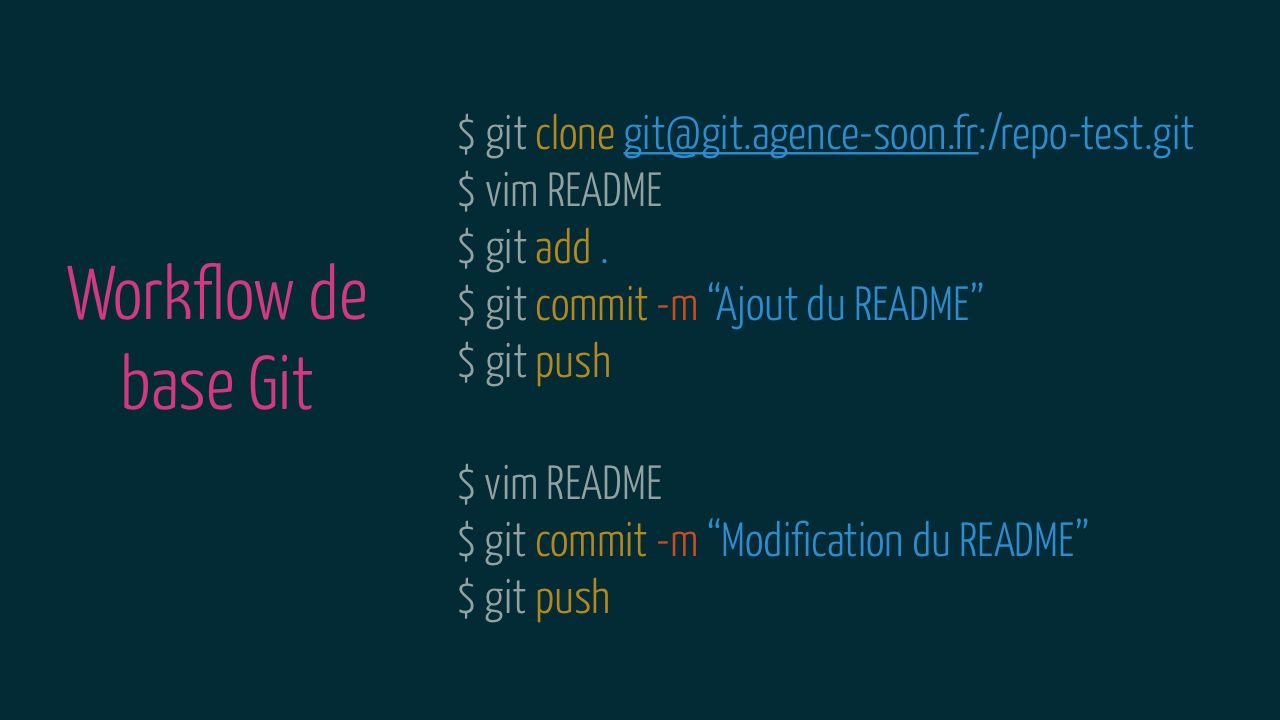 Workflow de
base Git
$ git clone git@git.agence-soon.fr:/repo-test.git
$ vim README
$ git add .
$ git commit -m “Ajout du README”
$ git push
$ vim README
$ git commit -m “Modification du README”
$ git push